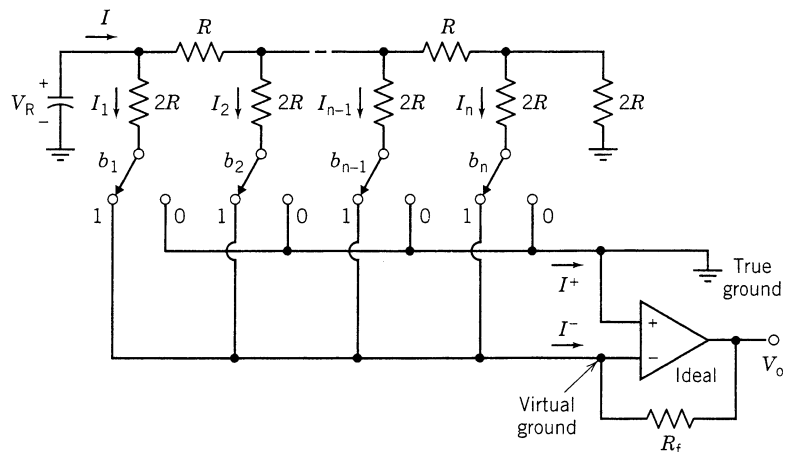 I
R
R
+
V_R
−
I_1
2R
I_2
2R
I_{n−1}
2R
I_n
2R
2R
b_1
b_2
b_{n−1}
b_n
1
0
1
0
1
0
1
0
I^+
True
ground
I^−
+
−
Ideal
V_o
Virtual
ground
R_f